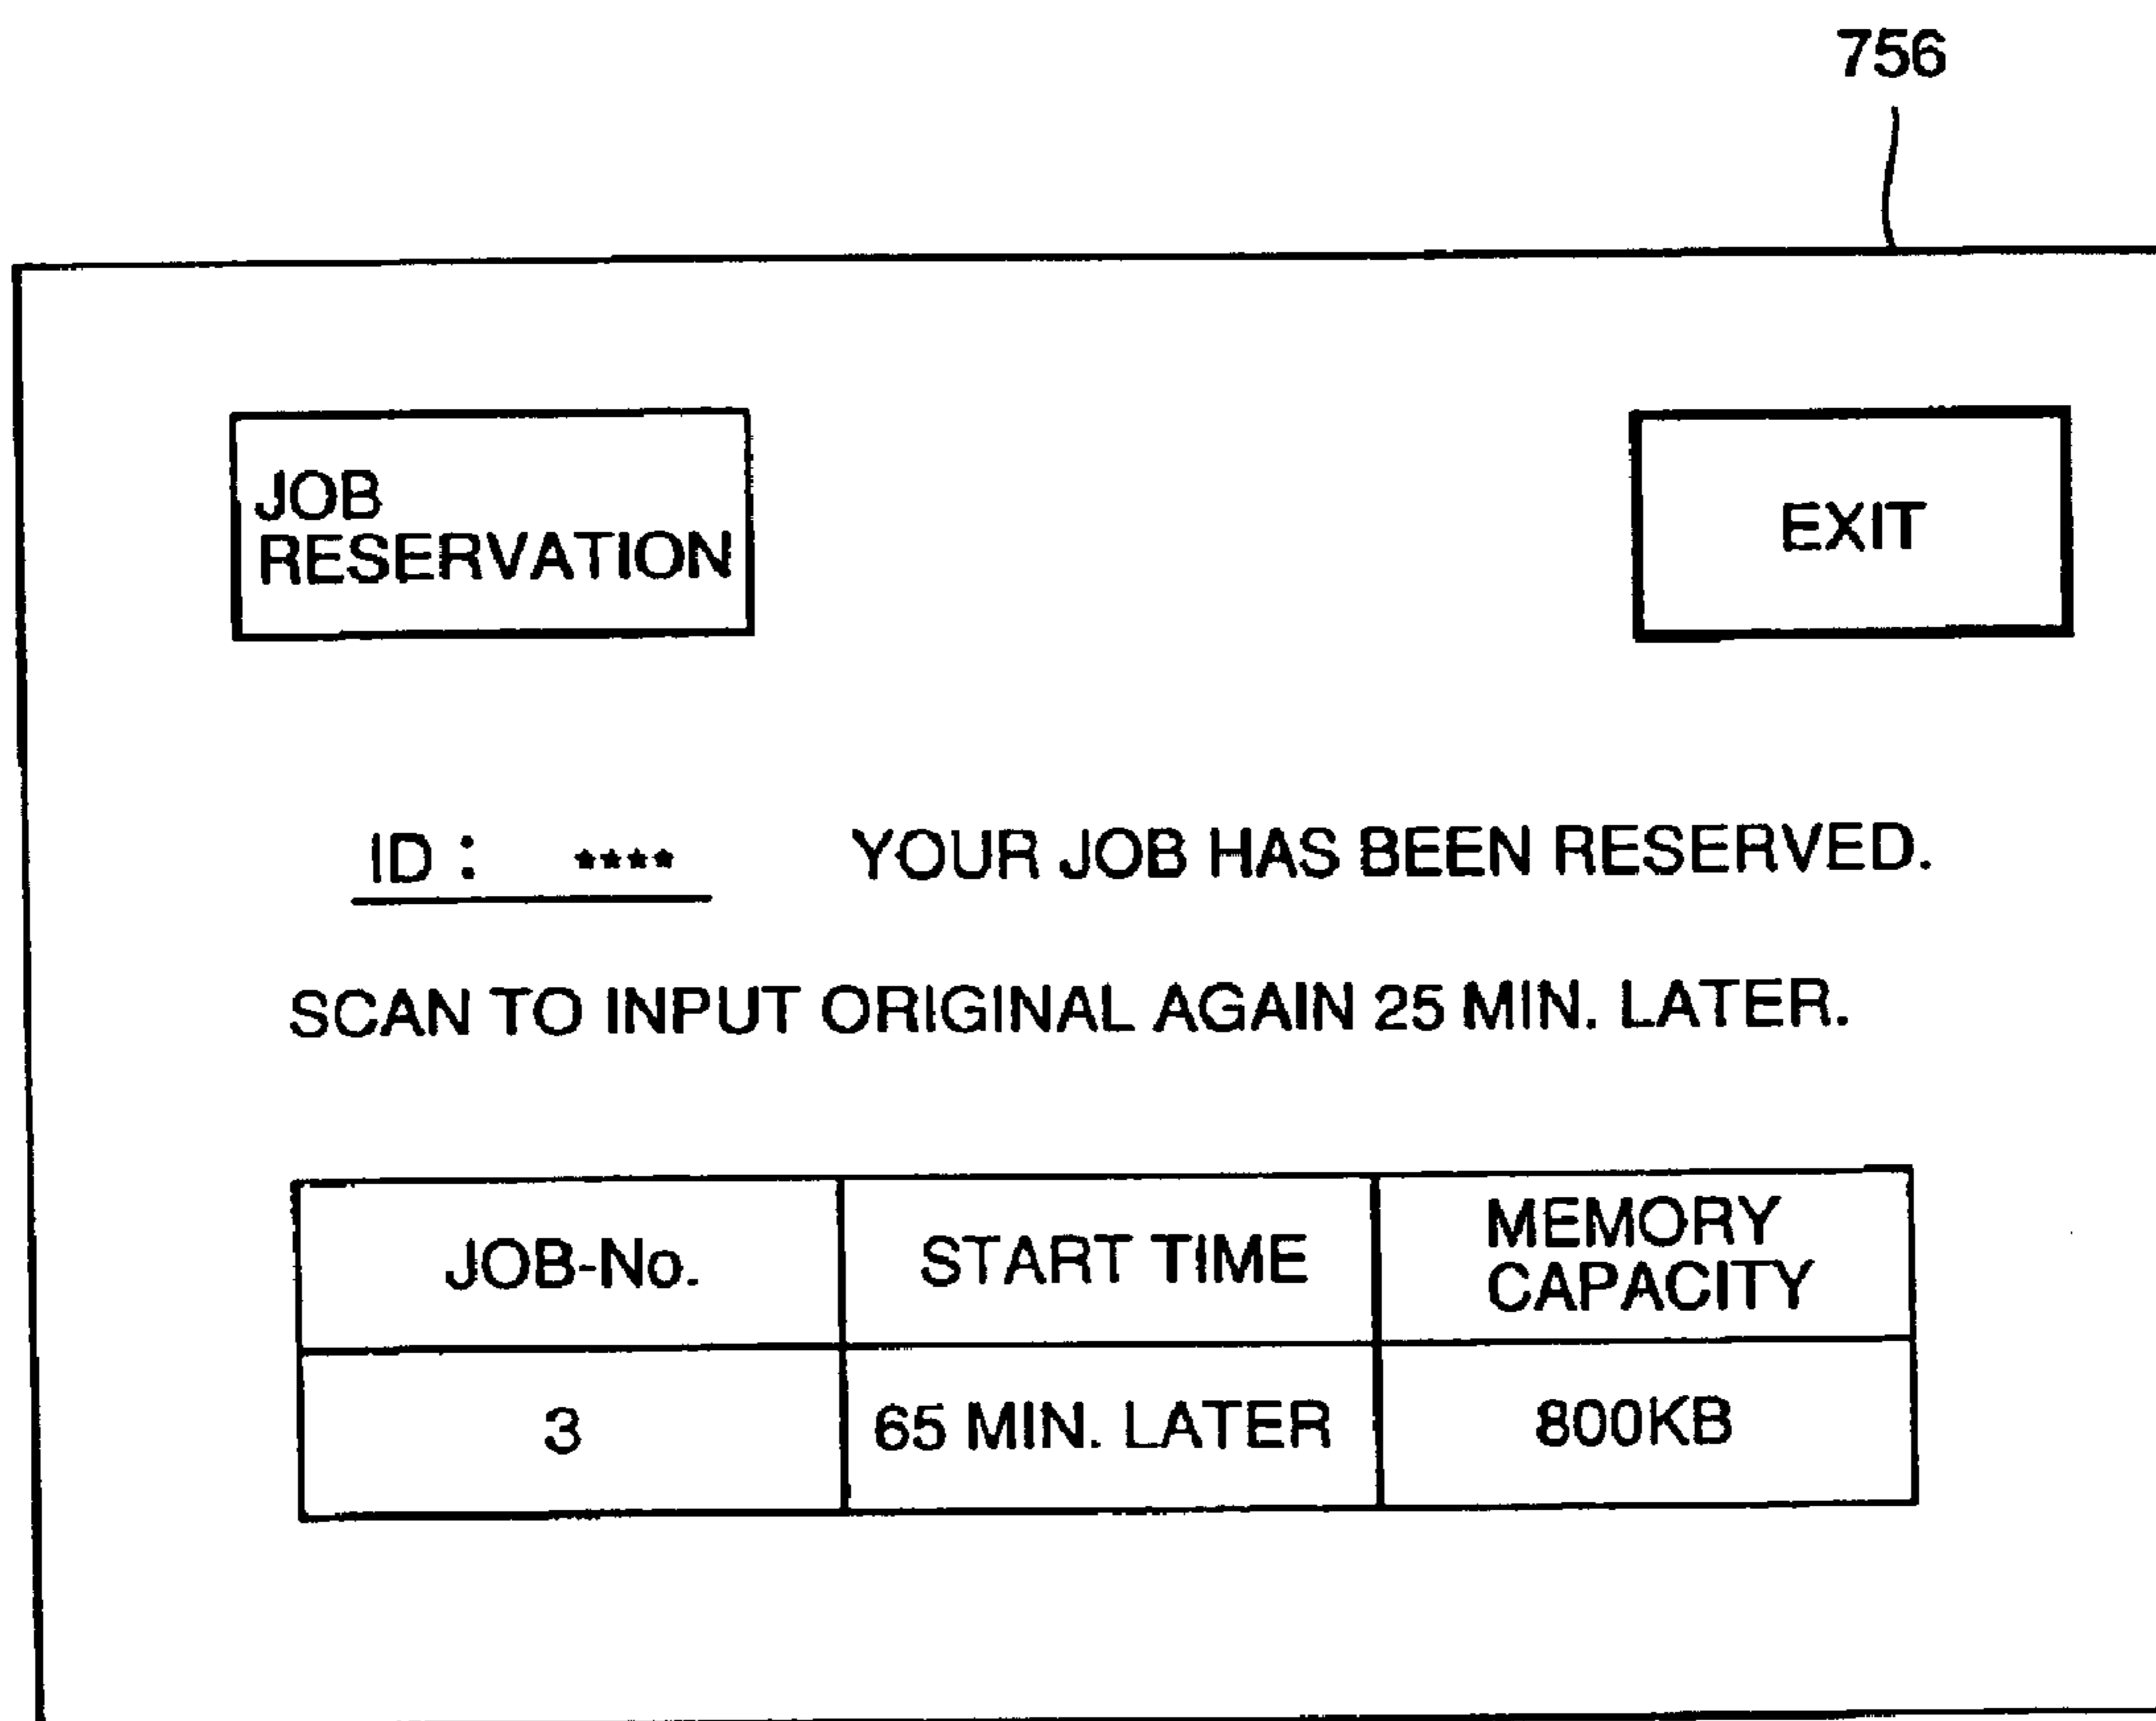 756
JOB
RESERVATION
EXIT
ID : **** YOUR JOB HAS BEEN RESERVED.
SCAN TO INPUT ORIGINAL AGAIN 25 MIN. LATER.
JOB-No. START TIME MEMORY CAPACITY
3 65 MIN. LATER 800KB